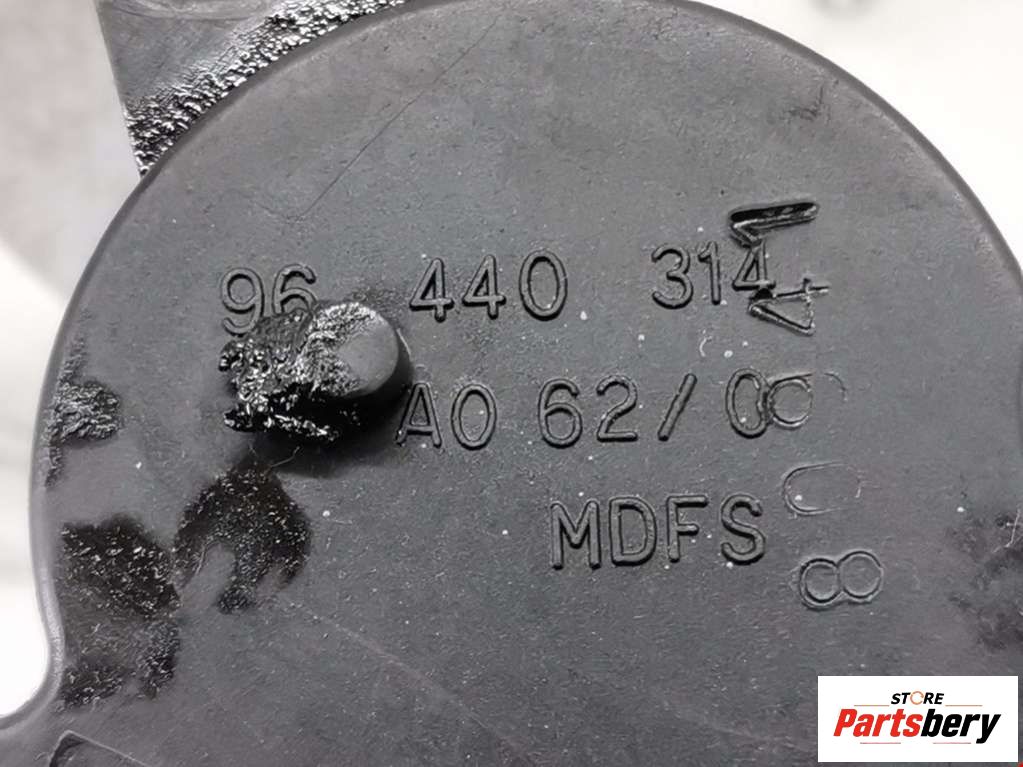 96 440 314
A0 62/0
MDFS
STORE
Partsbery